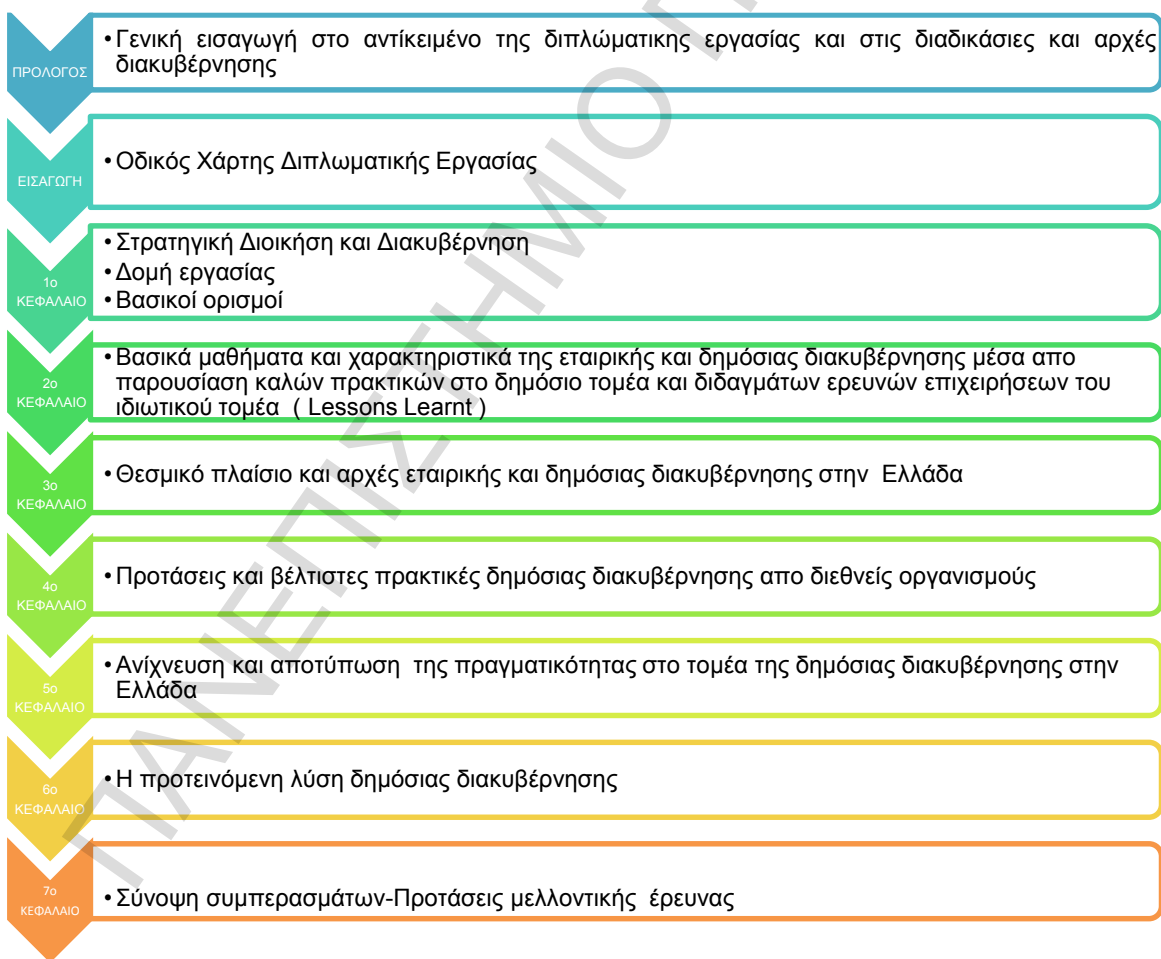 ΠΡΟΛΟΓΟΣ
•Γενική εισαγωγή στο αντίκειμένο της διπλώματικης εργασίας και στις διαδικάσιες και αρχές
διακυβέρνησης
ΕΙΣΑΓΩΓΗ
•Οδικός Χάρτης Διπλωματικής Εργασίας
1ο
ΚΕΦΑΛΑΙΟ
•Στρατηγική Διοικήση και Διακυβέρνηση
•Δομή εργασίας
•Βασικοί ορισμοί
2ο
ΚΕΦΑΛΑΙΟ
•Βασικά μαθήματα και χαρακτηριστικά της εταιρικής και δημόσιας διακυβέρνησης μέσα απο
παρουσίαση καλών πρακτικών στο δημόσιο τομέα και διδαγμάτων ερευνών επιχειρήσεων του
ιδιωτικού τομέα ( Lessons Learnt )
3ο
ΚΕΦΑΛΑΙΟ
•Θεσμικό πλαίσιο και αρχές εταιρικής και δημόσιας διακυβέρνησης στην Ελλάδα
4ο
ΚΕΦΑΛΑΙΟ
•Προτάσεις και βέλτιστες πρακτικές δημόσιας διακυβέρνησης απο διεθνείς οργανισμούς
5ο
ΚΕΦΑΛΑΙΟ
•Ανίχνευση και αποτύπωση της πραγματικότητας στο τομέα της δημόσιας διακυβέρνησης στην
Ελλάδα
6ο
ΚΕΦΑΛΑΙΟ
•Η προτεινόμενη λύση δημόσιας διακυβέρνησης
7ο
ΚΕΦΑΛΑΙΟ
•Σύνοψη συμπερασμάτων-Προτάσεις μελλοντικής έρευνας
ΠΑΝΕΠΙΣΤΗΜΙΟ